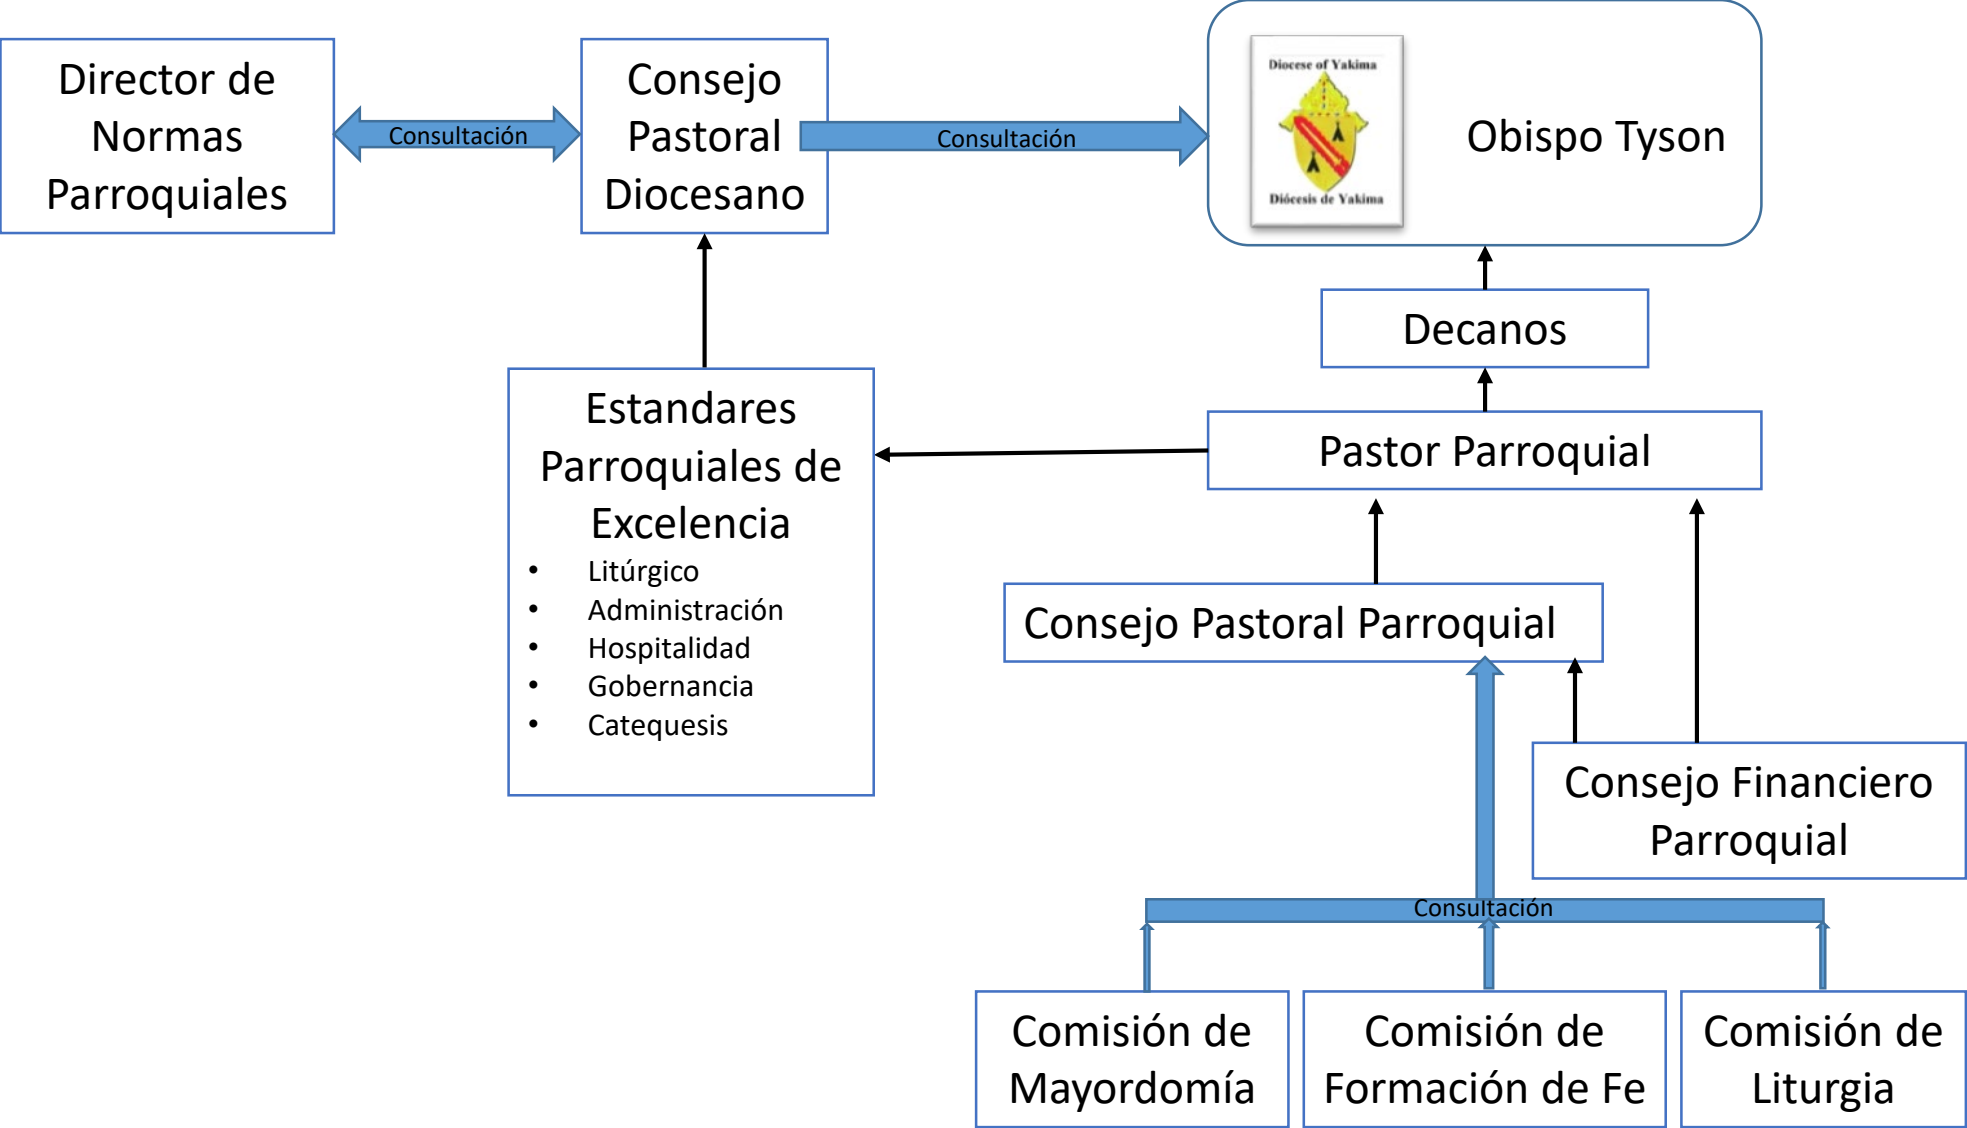 Director de
Normas
Parroquiales
Consultación
Consejo
Pastoral
Diocesano
Consultación
Diocese of Yakima
Diócesis de Yakima
Obispo Tyson
Decanos
Pastor Parroquial
Estandares
Parroquiales de
Excelencia
• Litúrgico
• Administración
• Hospitalidad
• Gobernancia
• Catequesis
Consejo Pastoral Parroquial
Consejo Financiero
Parroquial
Consultación
Comisión de
Mayordomía
Comisión de
Formación de Fe
Comisión de
Liturgia